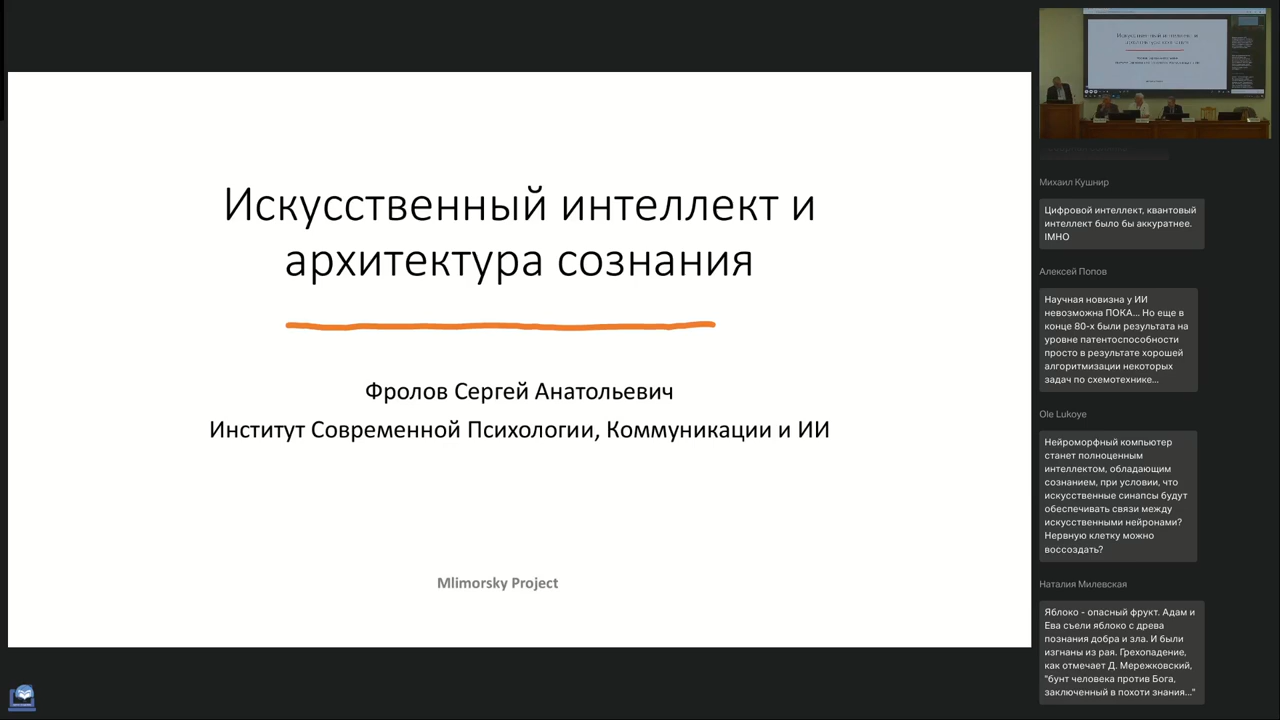 Искусственный интеллект и
архитектура сознания
Фролов Сергей Анатольевич
Институт Современной Психологии, Коммуникации и ИИ
Mlimorsky Project
Михаил Кушнир
Цифровой интеллект, квантовый
интеллект было бы аккуратнее.
IMHO
Алексей Попов
Научная новизна у ИИ
невозможна ПОКА... Но еще в
конце 80-х были результата на
уровне патентоспособности
просто в результате хорошей
алгоритмизации некоторых
задач по схемотехнике...
Ole Lukoye
Нейроморфный компьютер
станет полноценным
интеллектом, обладающим
сознанием, при условии, что
искусственные синапсы будут
обеспечивать связи между
искусственными нейронами?
Нервную клетку можно
воссоздать?
Наталия Милевская
Яблоко - опасный фрукт. Адам и
Ева съели яблоко с древа
познания добра и зла. И были
изгнаны из рая. Грехопадение,
как отмечает Д. Мережковский,
"бунт человека против Бога,
заключенный в похоти знания..."